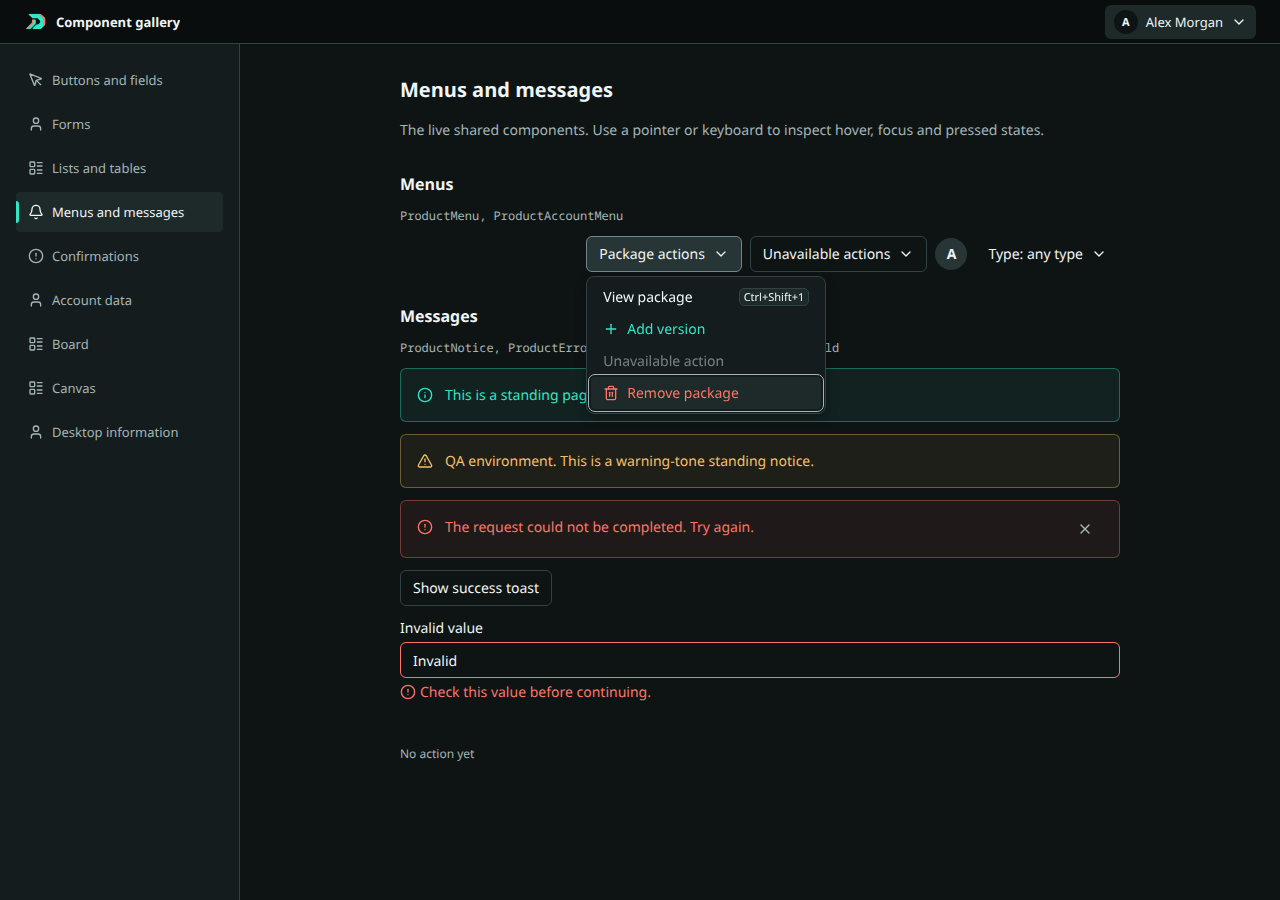 Component gallery
A Alex Morgan
Buttons and fields
Forms
Lists and tables
Menus and messages
Confirmations
Account data
Board
Canvas
Desktop information
Menus and messages
The live shared components. Use a pointer or keyboard to inspect hover, focus and pressed states.
Menus
ProductMenu, ProductAccountMenu
Package actions Unavailable actions A Type: any type
View package Ctrl+Shift+1
Add version
Unavailable action
Remove package
Messages
ProductNotice,
This is a standing
QA environment. This is a warning-tone standing notice.
The request could not be completed. Try again.
Show success toast
Invalid value
Invalid
Check this value before continuing.
No action yet